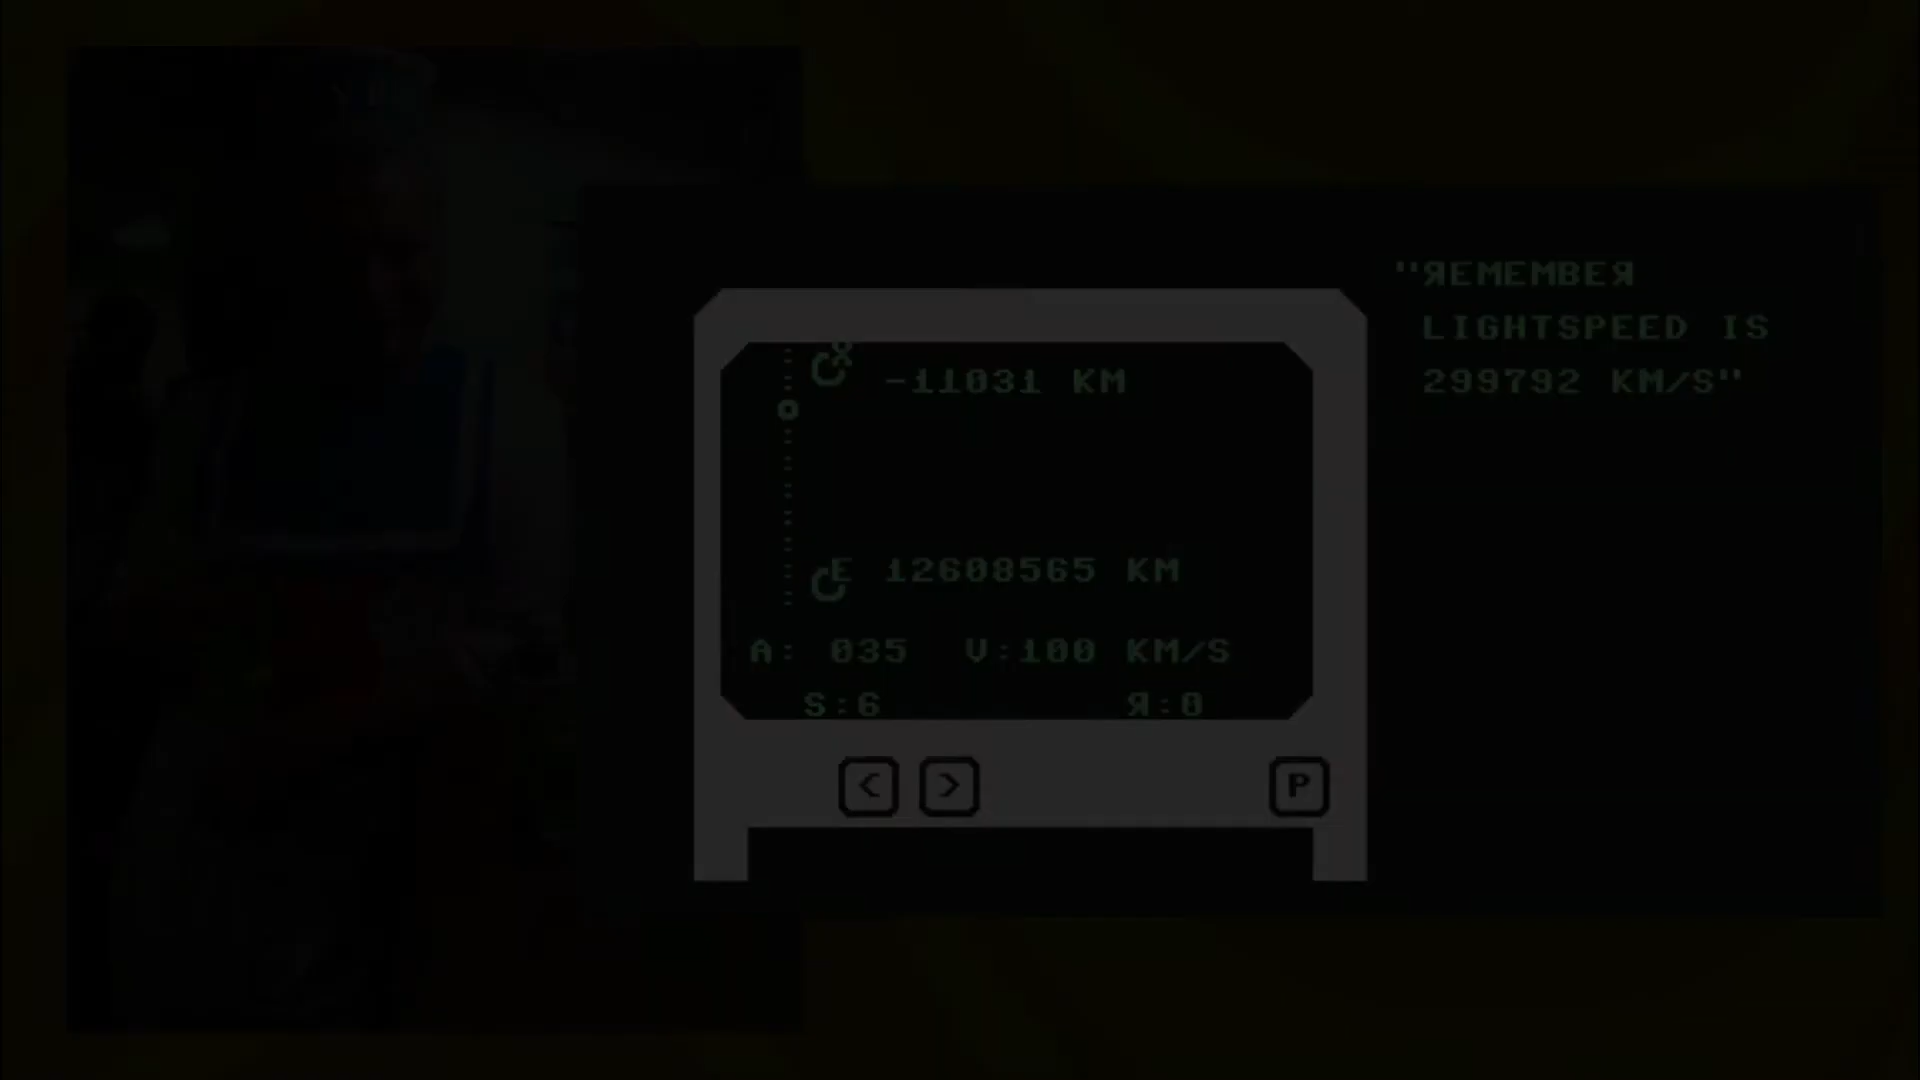 "ЯEMEMBEЯ
LIGHTSPEED IS
299792 KM/S"
X -11031 KM
E 12608565 KM
A: 035 V:100 KM/S
S:6 Я:0
< > P